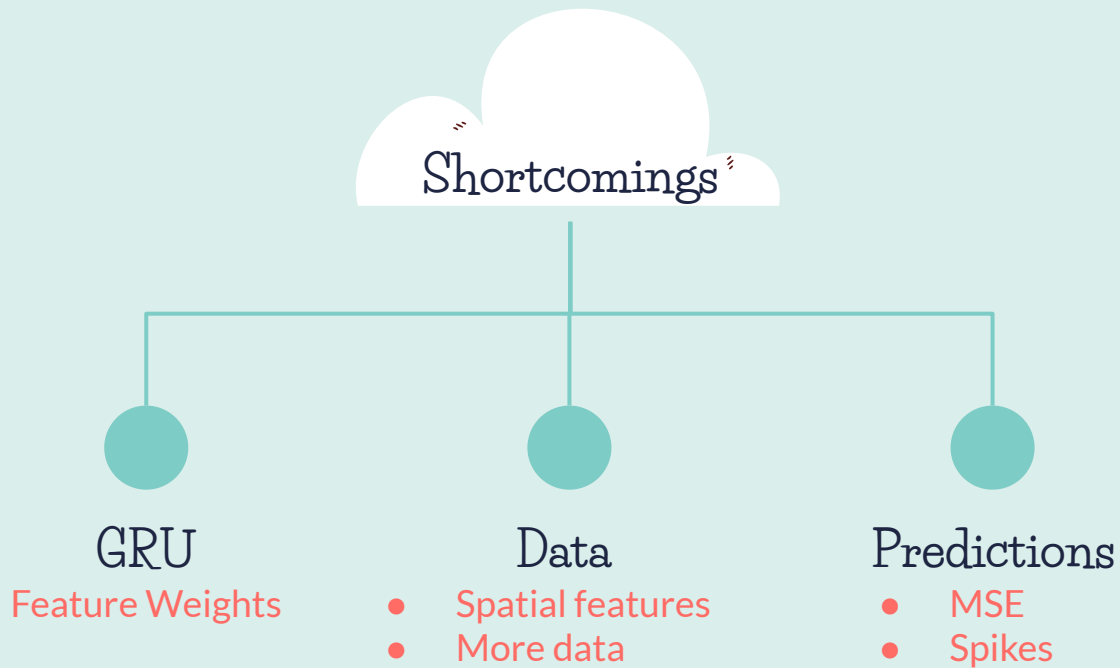 Shortcomings
GRU
Feature Weights
Data
● Spatial features
● More data
Predictions
● MSE
● Spikes